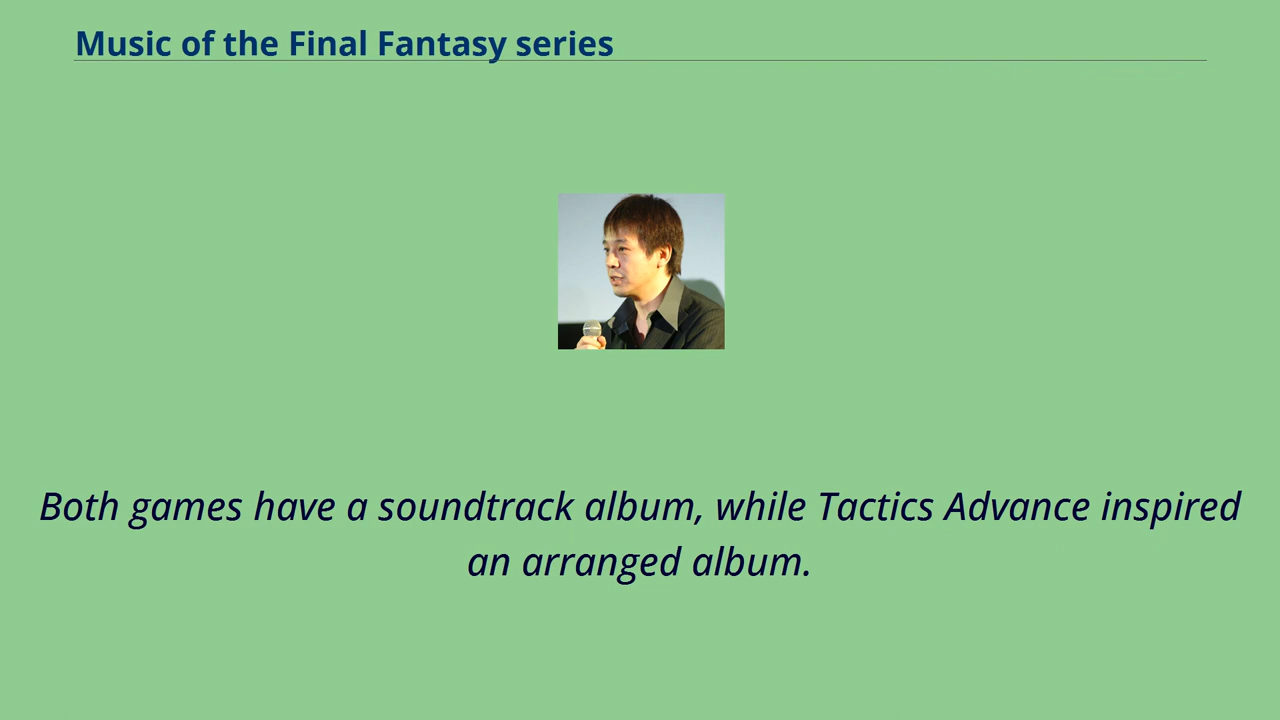 Music of the Final Fantasy series
Both games have a soundtrack album, while Tactics Advance inspired
an arranged album.